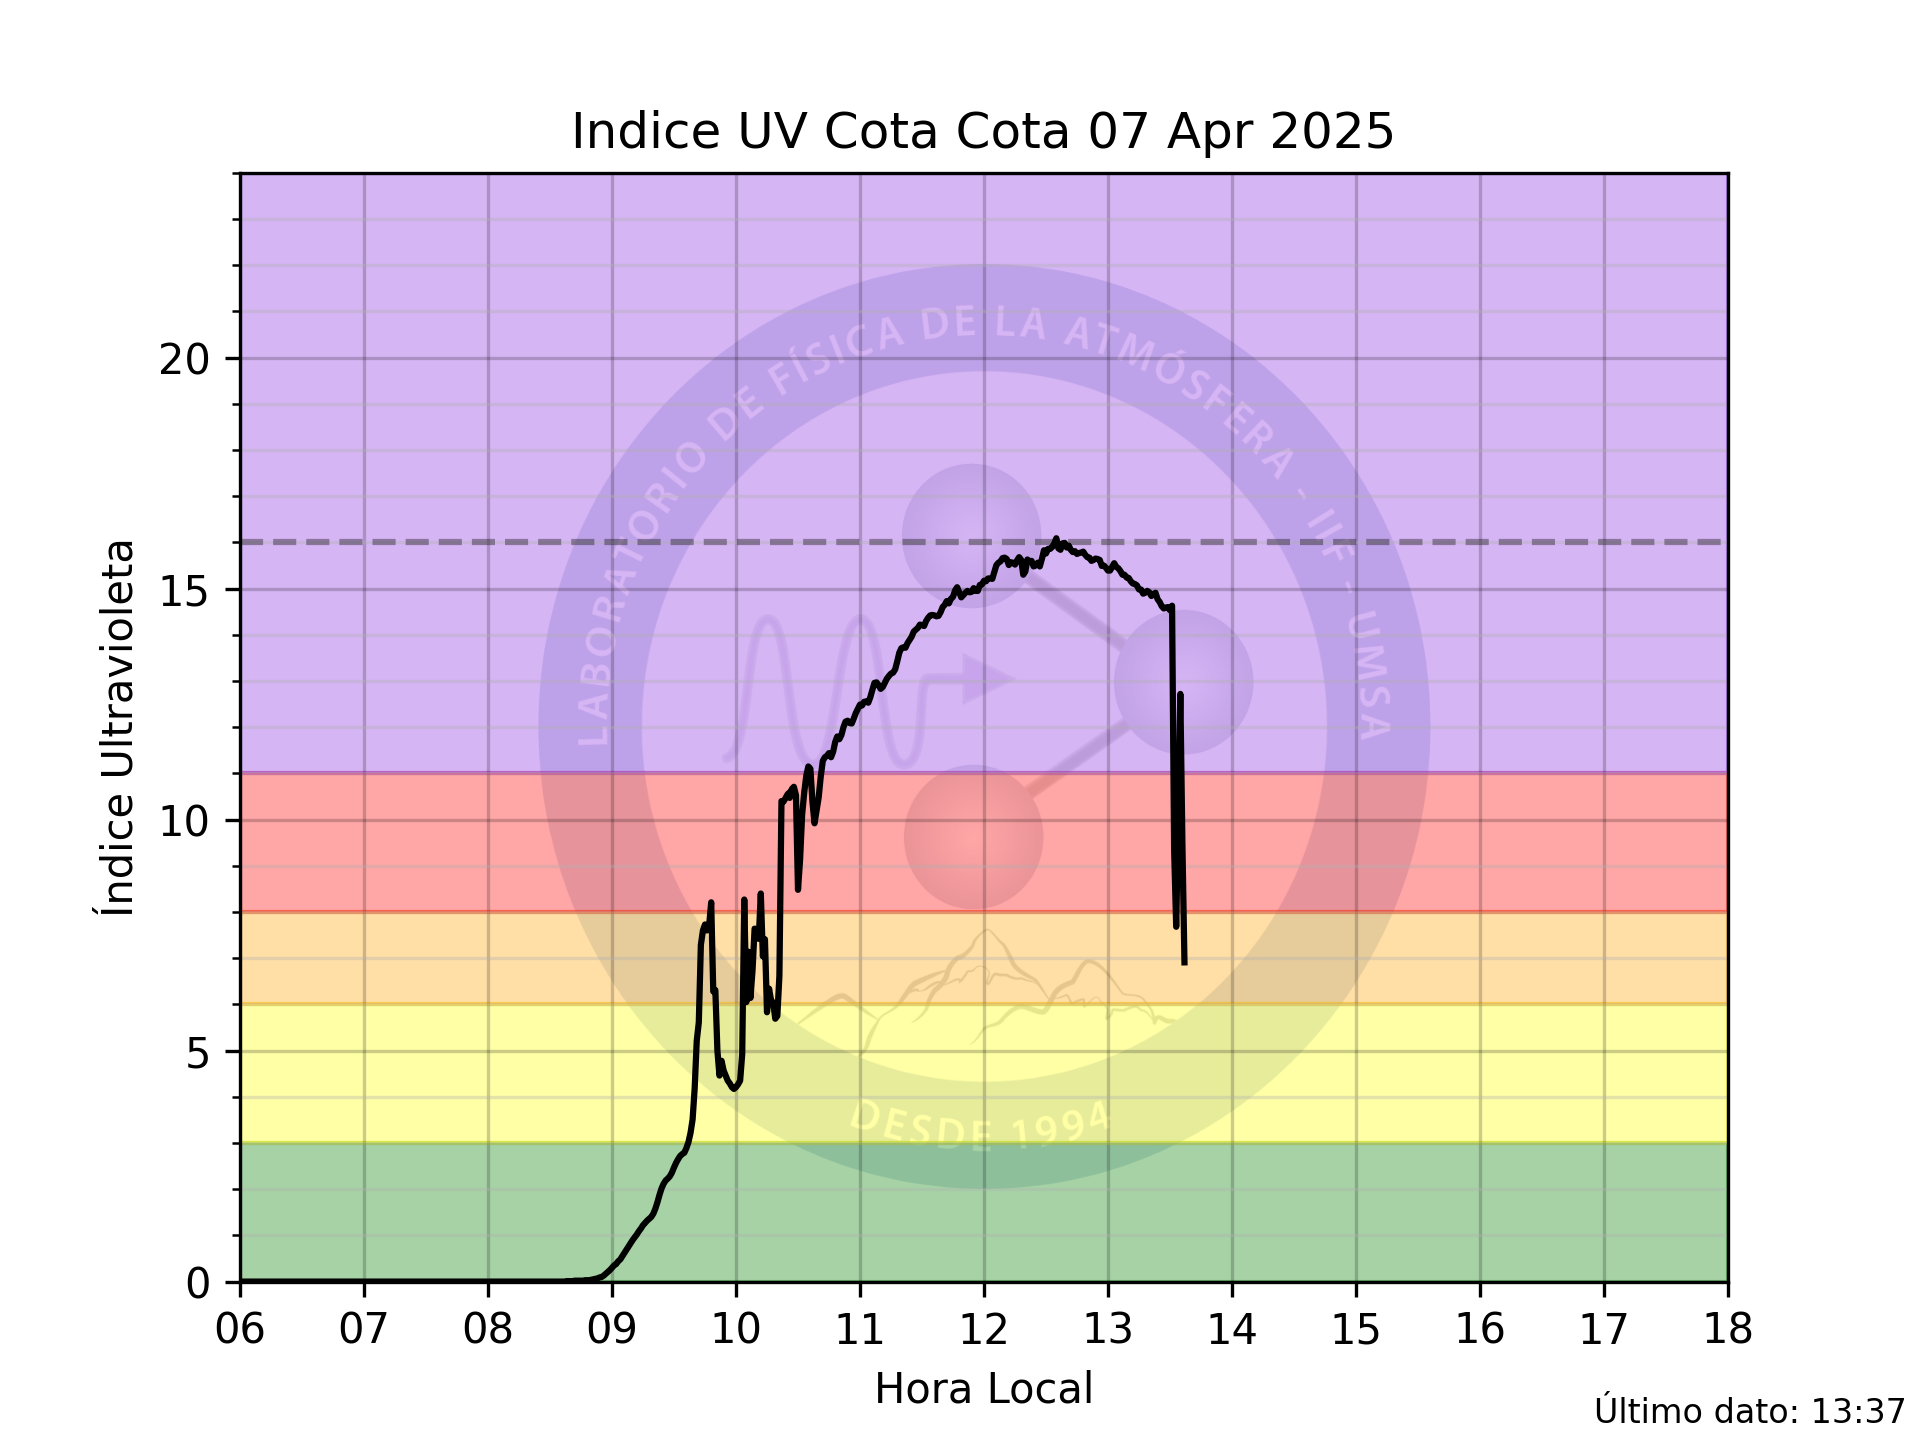 Indice UV Cota Cota 07 Apr 2025
Índice Ultravioleta
20
15
10
5
0
LABORATORIO DE FÍSICA DE LA ATMÓSFERA - IIF - UMSA
DESDE 1994
06 07 08 09 10 11 12 13 14 15 16 17 18
Hora Local
Último dato: 13:37